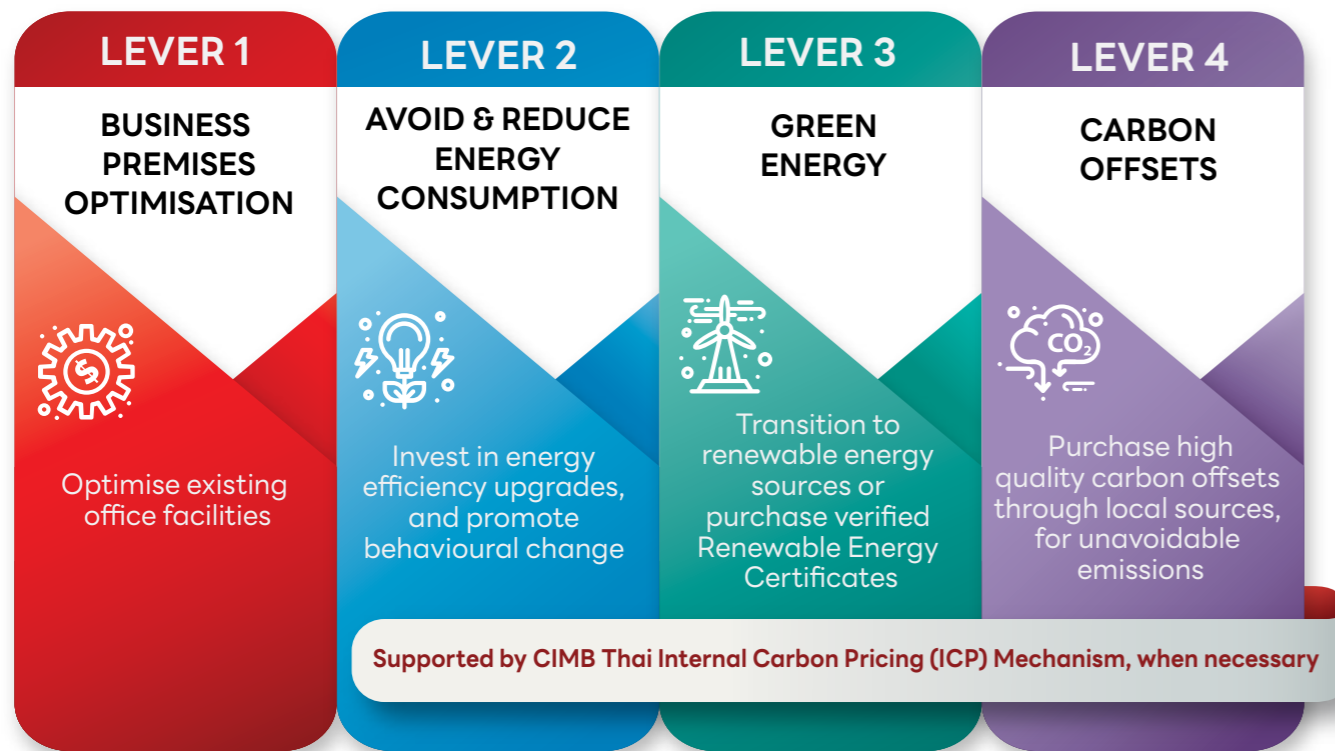 LEVER 1
BUSINESS
PREMISES
OPTIMISATION
$
Optimise existing
office facilities
LEVER 2
AVOID & REDUCE
ENERGY
CONSUMPTION
Invest in energy
efficiency upgrades,
and promote
behavioural change
LEVER 3
GREEN
ENERGY
Transition to
renewable energy
sources or
purchase verified
Renewable Energy
Certificates
LEVER 4
CARBON
OFFSETS
CO₂
Purchase high
quality carbon offsets
through local sources,
for unavoidable
emissions
Supported by CIMB Thai Internal Carbon Pricing (ICP) Mechanism, when necessary